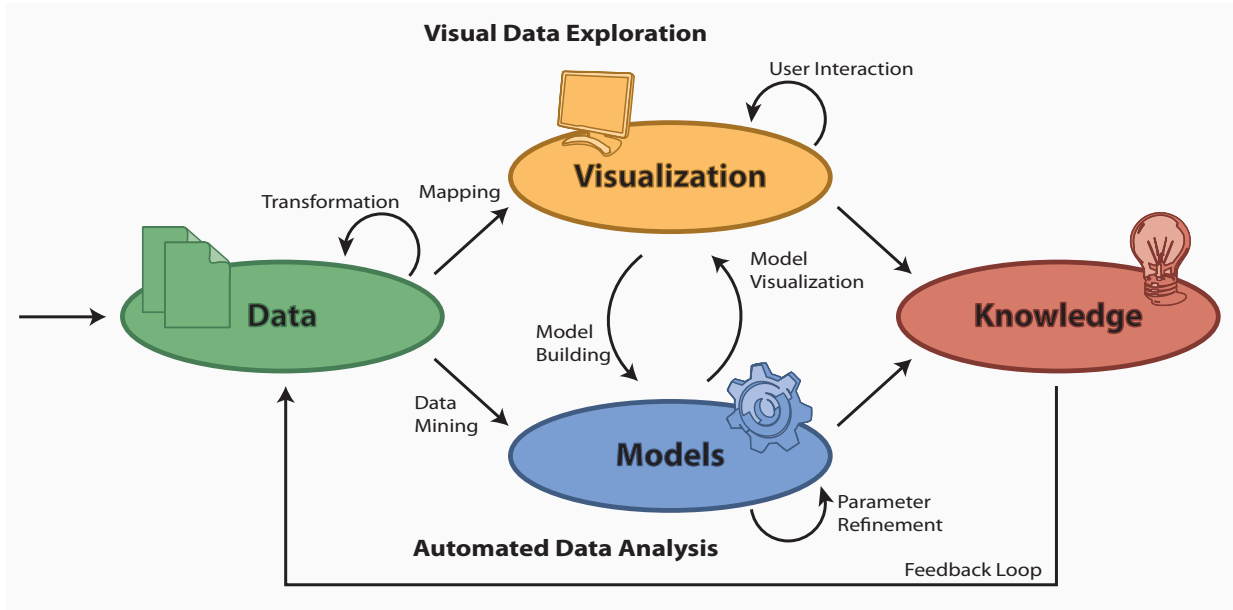 Visual Data Exploration
User Interaction
Visualization
Transformation
Mapping
Data
Model
Visualization
Knowledge
Model
Building
Data
Mining
Models
Parameter
Refinement
Automated Data Analysis
Feedback Loop